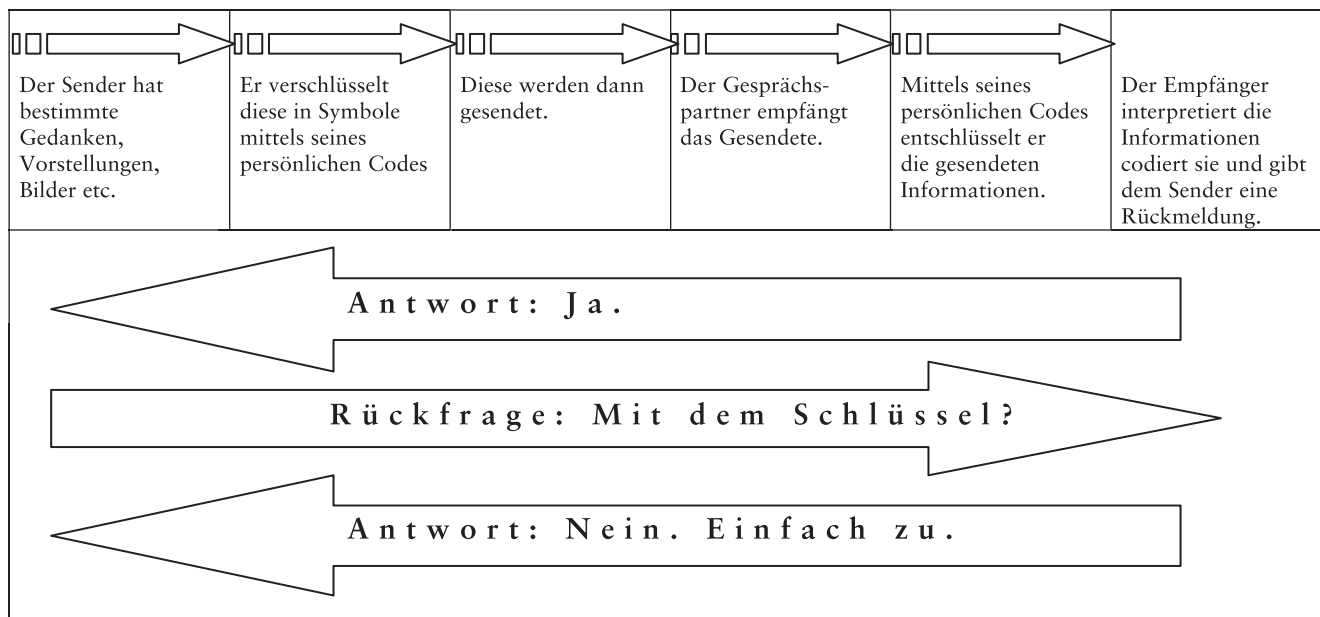 Der Sender hat
bestimmte
Gedanken,
Vorstellungen,
Bilder etc.
Er verschlüsselt
diese in Symbole
mittels seines
persönlichen Codes
Diese werden dann
gesendet.
Der Gesprächs-
partner empfängt
das Gesendete.
Mittels seines
persönlichen Codes
entschlüsselt er
die gesendeten
Informationen.
Der Empfänger
interpretiert die
Informationen
codiert sie und gibt
dem Sender eine
Rückmeldung.
Antwort: Ja.
Rückfrage: Mit dem Schlüssel?
Antwort: Nein. Einfach zu.